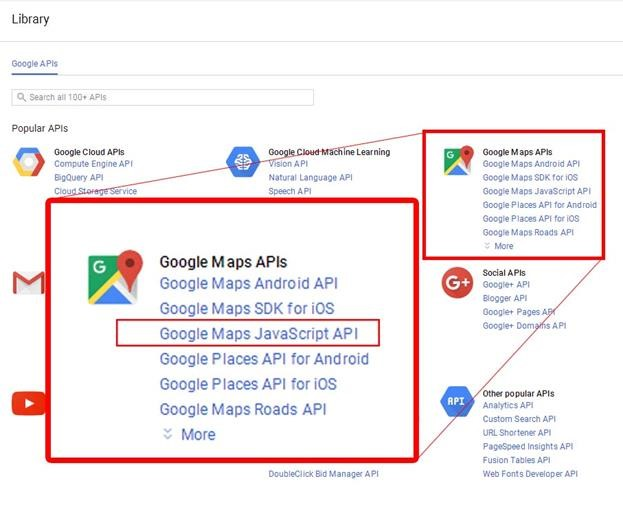 Library
Google APIs
Search all 100+ APIs
Popular APIs
Google Cloud APIs
Compute Engine API
BigQuery API
Cloud Storage Service
Google Cloud Machine Learning
Vision API
Natural Language API
Speech API
Google Maps APIs
Google Maps Android API
Google Maps SDK for iOS
Google Maps JavaScript API
Google Places API for Android
Google Places API for iOS
Google Maps Roads API
More
Google Maps APIs
Google Maps Android API
Google Maps SDK for iOS
Google Maps JavaScript API
Google Places API for Android
Google Places API for iOS
Google Maps Roads API
More
Social APIs
Google+ API
Blogger API
Google+ Pages API
Google+ Domains API
API
Other popular APIs
Analytics API
Custom Search API
URL Shortener API
PageSpeed Insights API
Fusion Tables API
Web Fonts Developer API
DoubleClick Bid Manager API